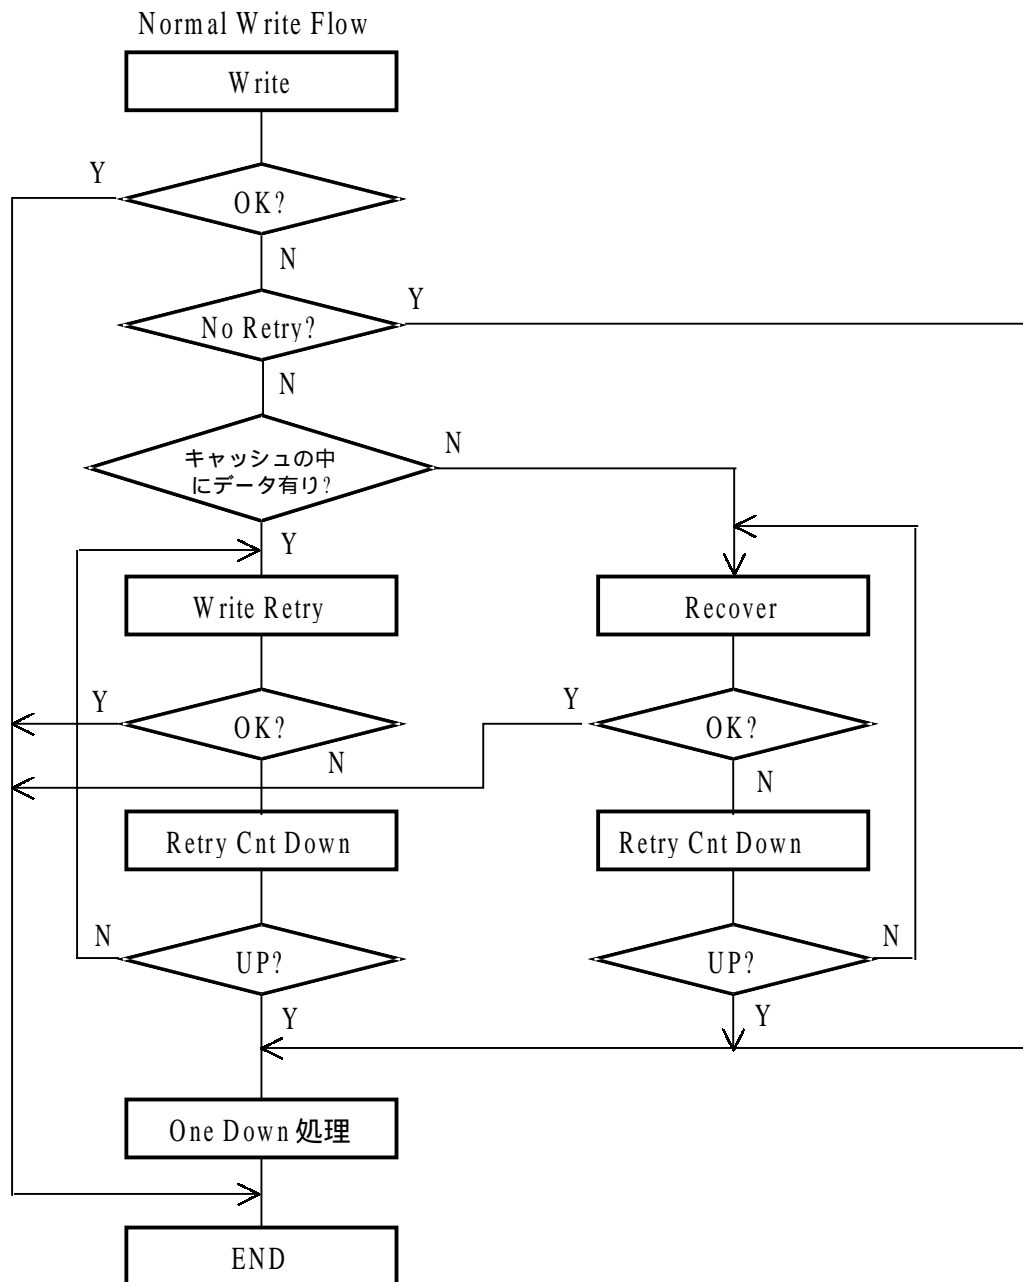 Normal Write Flow
Write
Y
OK?
N
Y
No Retry?
N
N
キャッシュの中
にデータ有り?
Y
Write Retry
Recover
Y
OK?
N
Y
OK?
N
Retry Cnt Down
Retry Cnt Down
N
UP?
Y
UP?
N
Y
One Down 処理
END